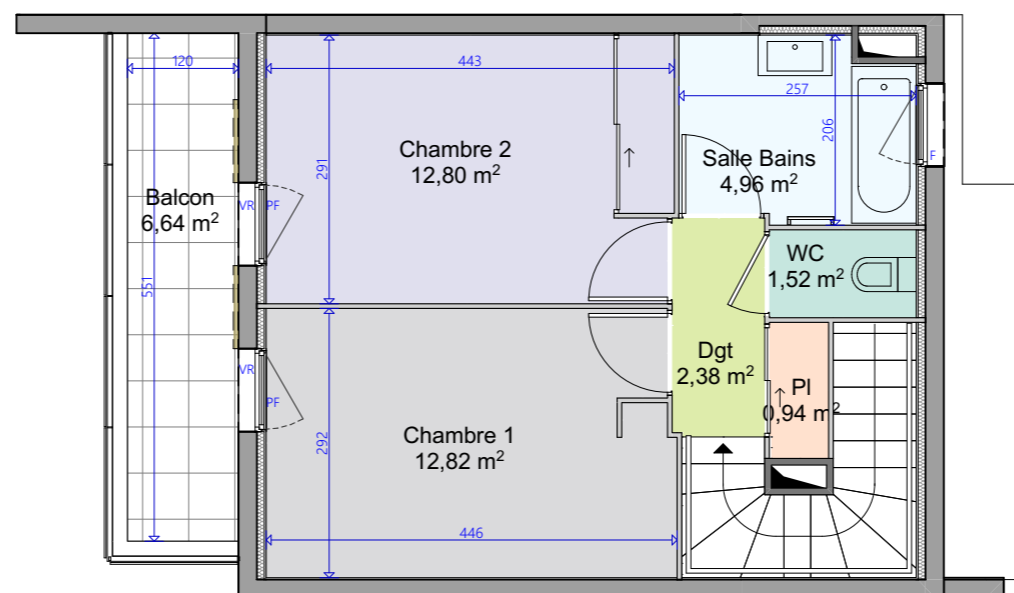 120
443
257
206
291
Chambre 2
12,80 m²
Salle Bains
4,96 m²
F
Balcon
6,64 m²
VR
PF
551
WC
1,52 m²
Dgt
2,38 m²
Pl
0,94 m²
VR
PF
292
Chambre 1
12,82 m²
446